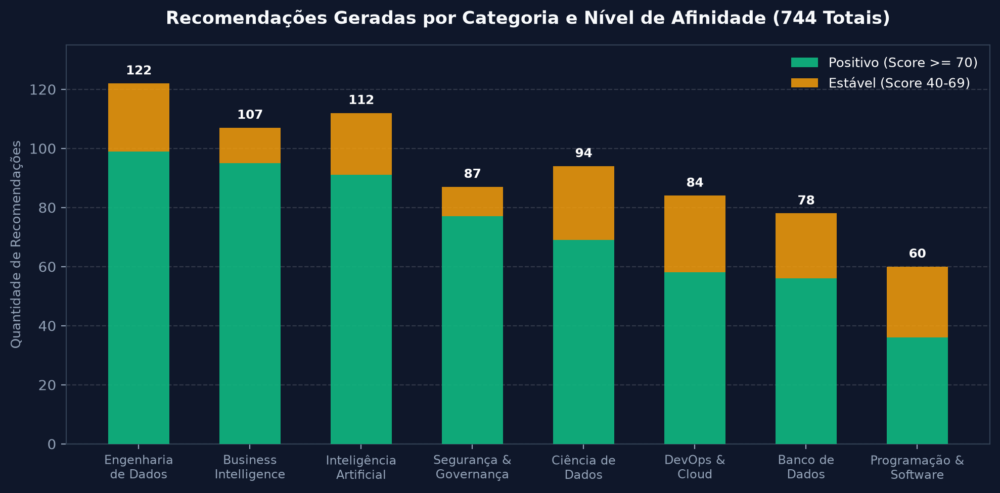 Recomendações Geradas por Categoria e Nível de Afinidade (744 Totais)
Positivo (Score >= 70)
Estável (Score 40-69)
Quantidade de Recomendações
120
100
80
60
40
20
0
122
107
112
87
94
84
78
60
Engenharia
de Dados
Business
Intelligence
Inteligência
Artificial
Segurança &
Governança
Ciência de
Dados
DevOps &
Cloud
Banco de
Dados
Programação &
Software